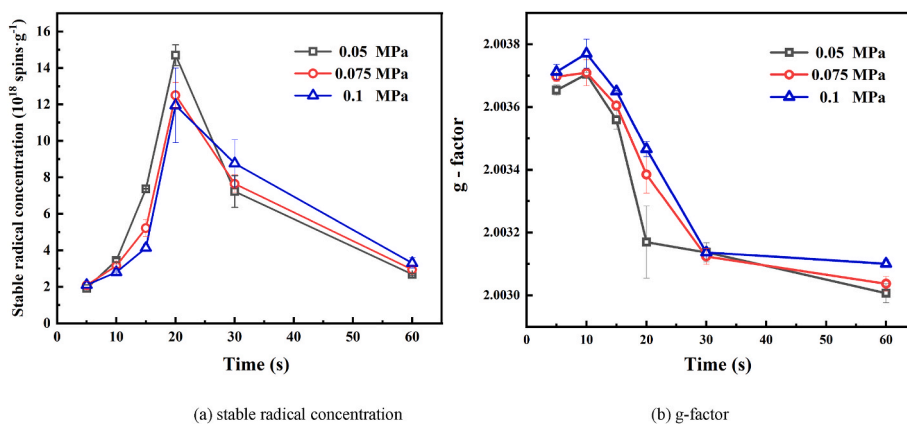 Stable radical concentration (10¹⁸ spins·g⁻¹)
16
14
12
10
8
6
4
2
0
0 10 20 30 40 50 60
Time (s)
0.05 MPa
0.075 MPa
0.1 MPa
(a) stable radical concentration
g - factor
2.0038
2.0036
2.0034
2.0032
2.0030
0 10 20 30 40 50 60
Time (s)
0.05 MPa
0.075 MPa
0.1 MPa
(b) g-factor